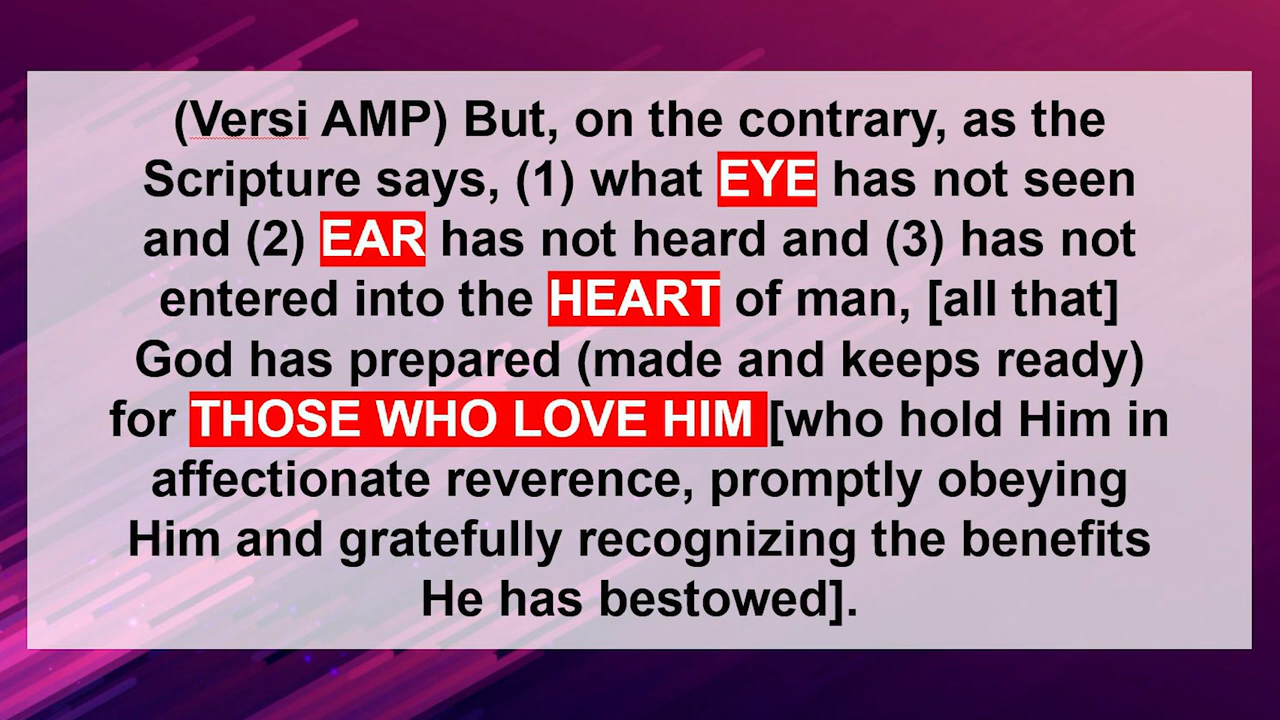 (Versi AMP) But, on the contrary, as the
Scripture says, (1) what EYE has not seen
and (2) EAR has not heard and (3) has not
entered into the HEART of man, [all that]
God has prepared (made and keeps ready)
for THOSE WHO LOVE HIM [who hold Him in
affectionate reverence, promptly obeying
Him and gratefully recognizing the benefits
He has bestowed].